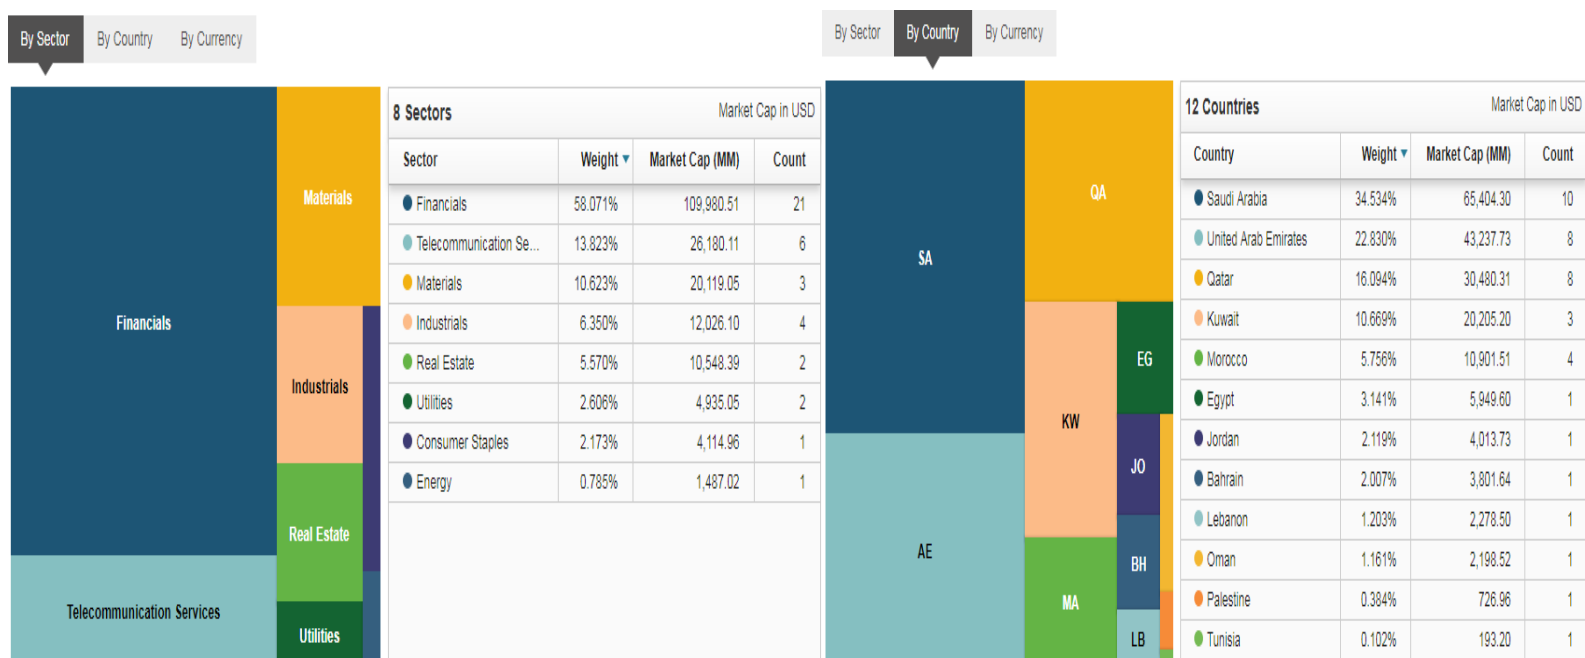 By Sector By Country By Currency
Financials
Telecommunication Services
Materials
Industrials
Real Estate
Utilities
8 Sectors Market Cap in USD
Sector Weight Market Cap (MM) Count
Financials 58.071% 109,980.51 21
Telecommunication Se... 13.823% 26,180.11 6
Materials 10.623% 20,119.05 3
Industrials 6.350% 12,026.10 4
Real Estate 5.570% 10,548.39 2
Utilities 2.606% 4,935.05 2
Consumer Staples 2.173% 4,114.96 1
Energy 0.785% 1,487.02 1
By Sector By Country By Currency
SA
AE
QA
KW
MA
EG
JO
BH
LB
12 Countries Market Cap in USD
Country Weight Market Cap (MM) Count
Saudi Arabia 34.534% 65,404.30 10
United Arab Emirates 22.830% 43,237.73 8
Qatar 16.094% 30,480.31 8
Kuwait 10.669% 20,205.20 3
Morocco 5.756% 10,901.51 4
Egypt 3.141% 5,949.60 1
Jordan 2.119% 4,013.73 1
Bahrain 2.007% 3,801.64 1
Lebanon 1.203% 2,278.50 1
Oman 1.161% 2,198.52 1
Palestine 0.384% 726.96 1
Tunisia 0.102% 193.20 1